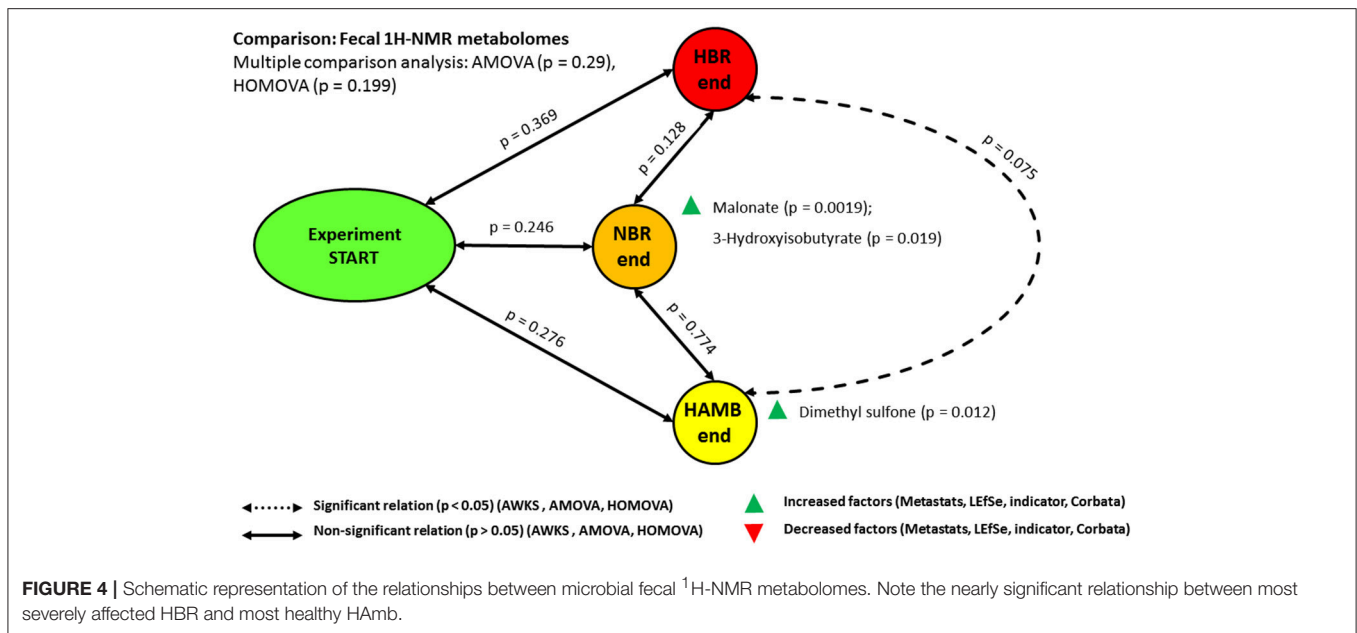 Comparison: Fecal 1H-NMR metabolomes
Multiple comparison analysis: AMOVA (p = 0.29),
HOMOVA (p = 0.199)
HBR
end
p = 0.369
p = 0.128
p = 0.075
Experiment
START
p = 0.246
NBR
end
Malonate (p = 0.0019);
3-Hydroxyisobutyrate (p = 0.019)
p = 0.276
p = 0.774
HAMB
end
Dimethyl sulfone (p = 0.012)
Significant relation (p < 0.05) (AWKS , AMOVA, HOMOVA)
Non-significant relation (p > 0.05) (AWKS , AMOVA, HOMOVA)
Increased factors (Metastats, LEfSe, indicator, Corbata)
Decreased factors (Metastats, LEfSe, indicator, Corbata)
FIGURE 4 | Schematic representation of the relationships between microbial fecal ¹H-NMR metabolomes. Note the nearly significant relationship between most
severely affected HBR and most healthy HAmb.